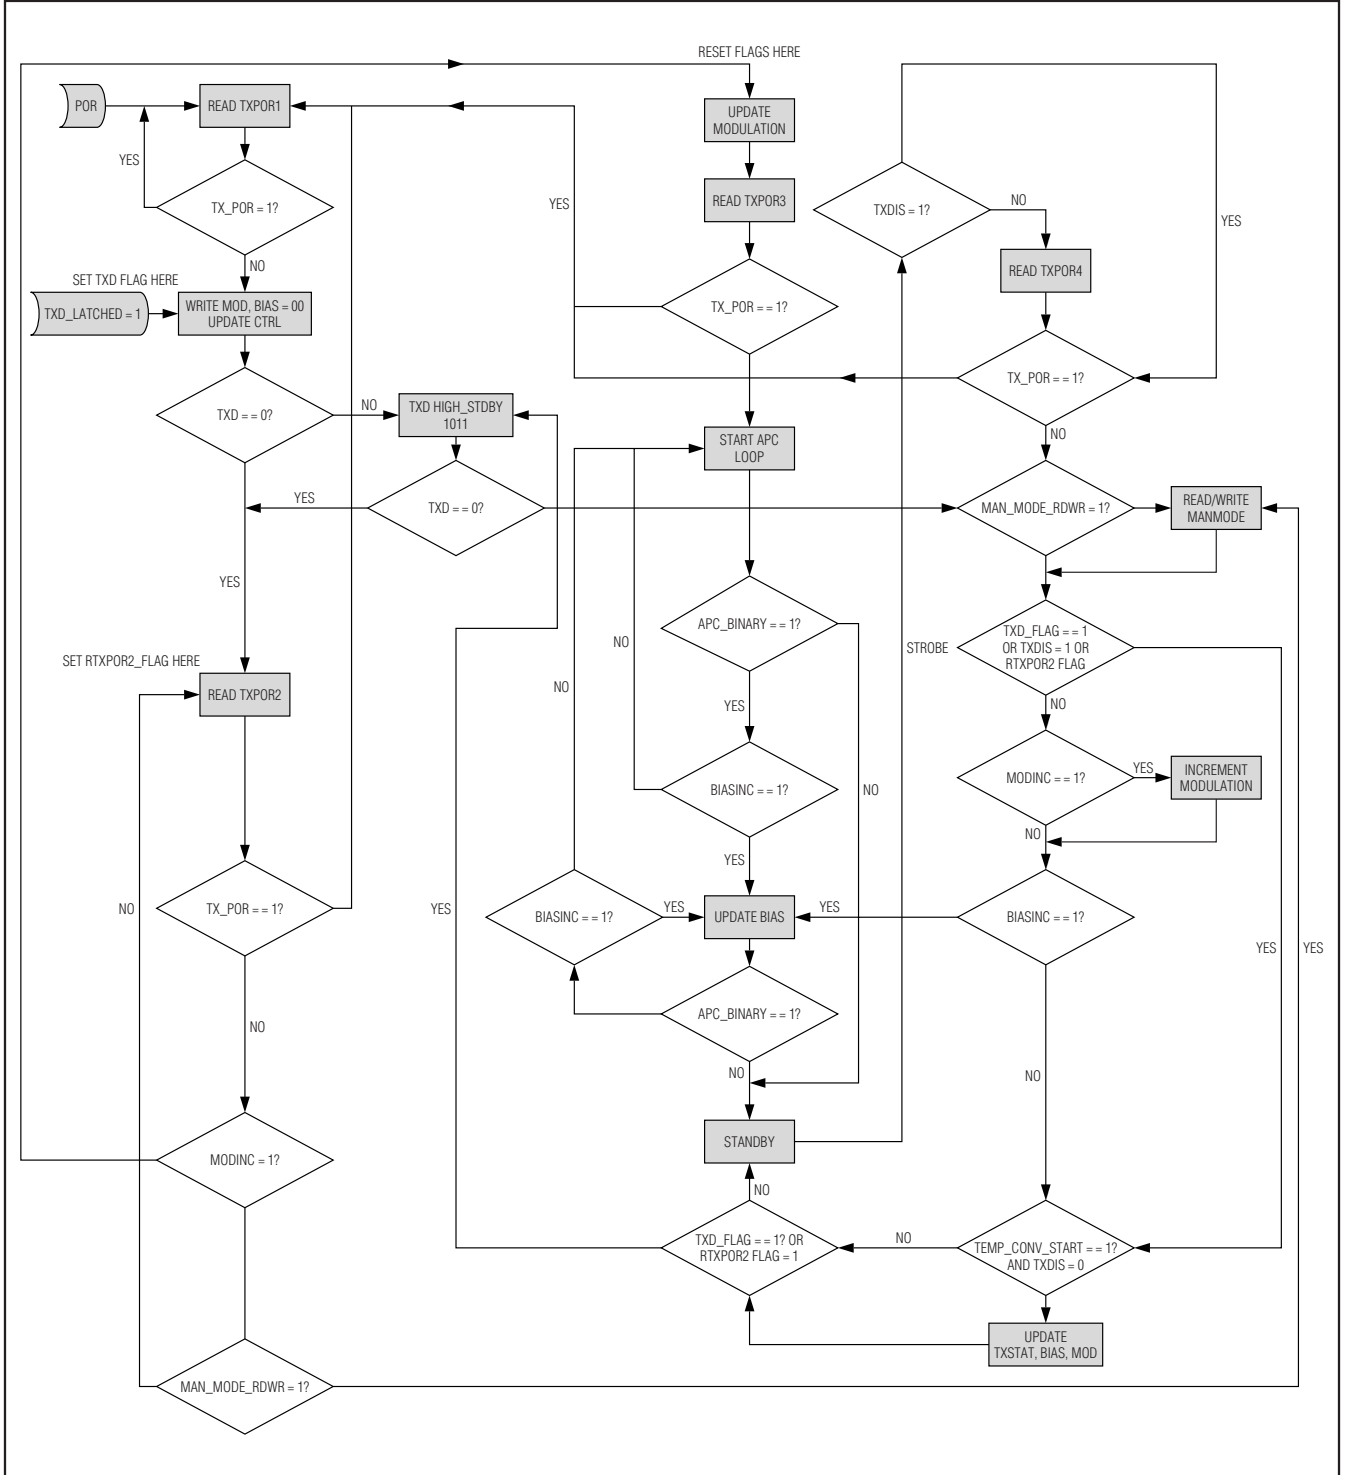 RESET FLAGS HERE
POR
READ TXPOR1
UPDATE
MODULATION
YES
TX_POR = 1?
READ TXPOR3
TXDIS = 1?
NO
YES
YES
NO
READ TXPOR4
SET TXD FLAG HERE
TXD_LATCHED = 1
WRITE MOD, BIAS = 00
UPDATE CTRL
TX_POR = = 1?
TX_POR = = 1?
TXD = = 0?
NO
TXD HIGH_STDBY
1011
NO
START APC
LOOP
YES
TXD = = 0?
MAN_MODE_RDWR = 1?
READ/WRITE
MANMODE
YES
APC_BINARY = = 1?
NO
STROBE
TXD_FLAG = = 1
OR TXDIS = 1 OR
RTXPOR2 FLAG
SET RTXPOR2_FLAG HERE
READ TXPOR2
NO
YES
NO
MODINC = = 1?
YES
INCREMENT
MODULATION
BIASINC = = 1?
NO
NO
YES
NO
TX_POR = = 1?
YES
BIASINC = = 1?
YES
UPDATE BIAS
YES
BIASINC = = 1?
YES
YES
APC_BINARY = = 1?
NO
NO
NO
STANDBY
MODINC = 1?
NO
TXD_FLAG = = 1? OR
RTXPOR2 FLAG = 1
NO
TEMP_CONV_START = = 1?
AND TXDIS = 0
UPDATE
TXSTAT, BIAS, MOD
MAN_MODE_RDWR = 1?